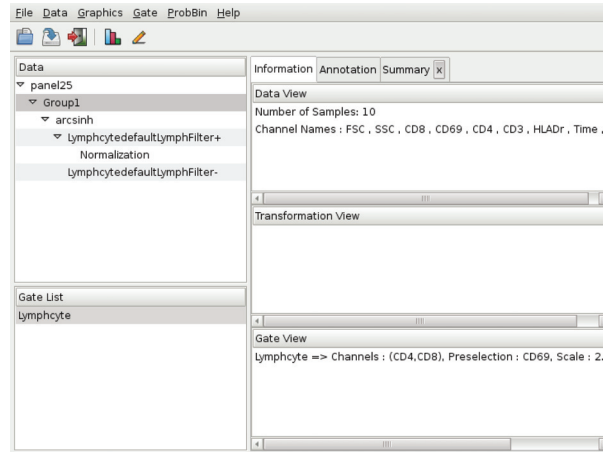 File Data Graphics Gate ProbBin Help
Data
panel25
Group1
arcsinh
LymphcytedefaultLymphFilter+
Normalization
LymphcytedefaultLymphFilter-
Gate List
Lymphcyte
Information Annotation Summary x
Data View
Number of Samples: 10
Channel Names : FSC , SSC , CD8 , CD69 , CD4 , CD3 , HLADr , Time ,
Transformation View
Gate View
Lymphcyte => Channels : (CD4,CD8), Preselection : CD69, Scale : 2.